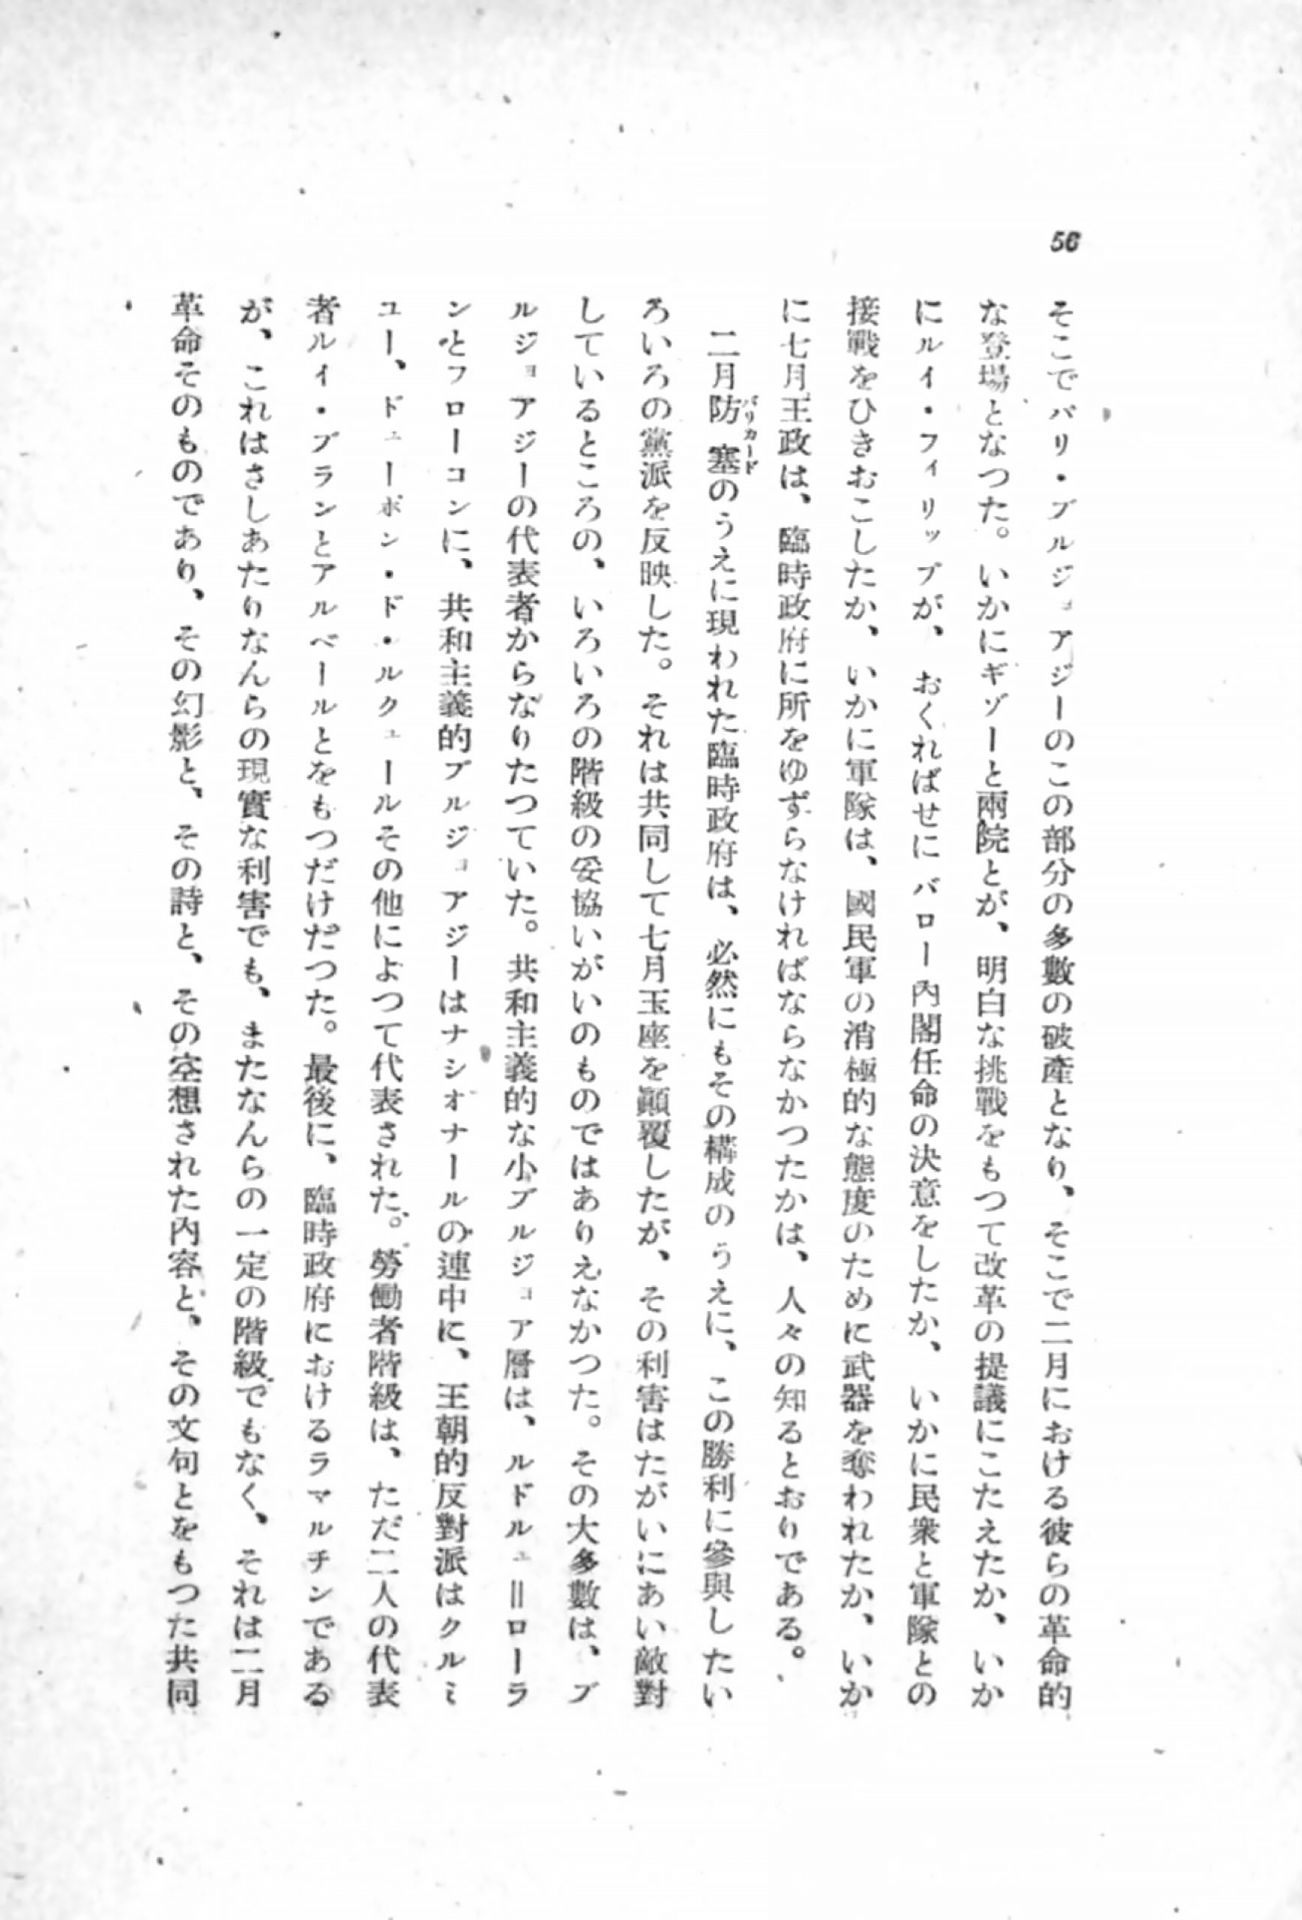 56
そこでパリ・ブルジョアジーのこの部分の多數の破産となり、そこで二月における彼らの革命的
な登場となつた。いかにギゾーと兩院とが、明白な挑戰をもつて改革の提議にこたえたか、いか
にルイ・フィリップが、おくればせにバロー內閣任命の決意をしたか、いかに民衆と軍隊との
接戰をひきおこしたか、いかに軍隊は、國民軍の消極的な態度のために武器を奪われたか、いか
に七月王政は、臨時政府に所をゆずらなければならなかつたかは、人々の知るとおりである。
二月防塞のうえに現われた臨時政府は、必然にもその構成のうえに、この勝利に參與したい
バリカード
ろいろの黨派を反映した。それは共同して七月玉座を顚覆したが、その利害はたがいにあい敵對
しているところの、いろいろの階級の妥協いがいのものではありえなかつた。その大多數は、ブ
ルジョアジーの代表者からなりたつていた。共和主義的な小ブルジョア層は、ルドルュ＝ローラ
ンとフローコンに、共和主義的ブルジョアジーはナショナールの連中に、王朝的反對派はクルミ
ユー、ドューポン・ド・ルクュールその他によつて代表された。勞働者階級は、ただ二人の代表
者ルイ・ブランとアルベールとをもつだけだつた。最後に、臨時政府におけるラマルチンである
が、これはさしあたりなんらの現實な利害でも、またなんらの一定の階級でもなく、それは二月
革命そのものであり、その幻影と、その詩と、その空想された內容と、その文句とをもつた共同